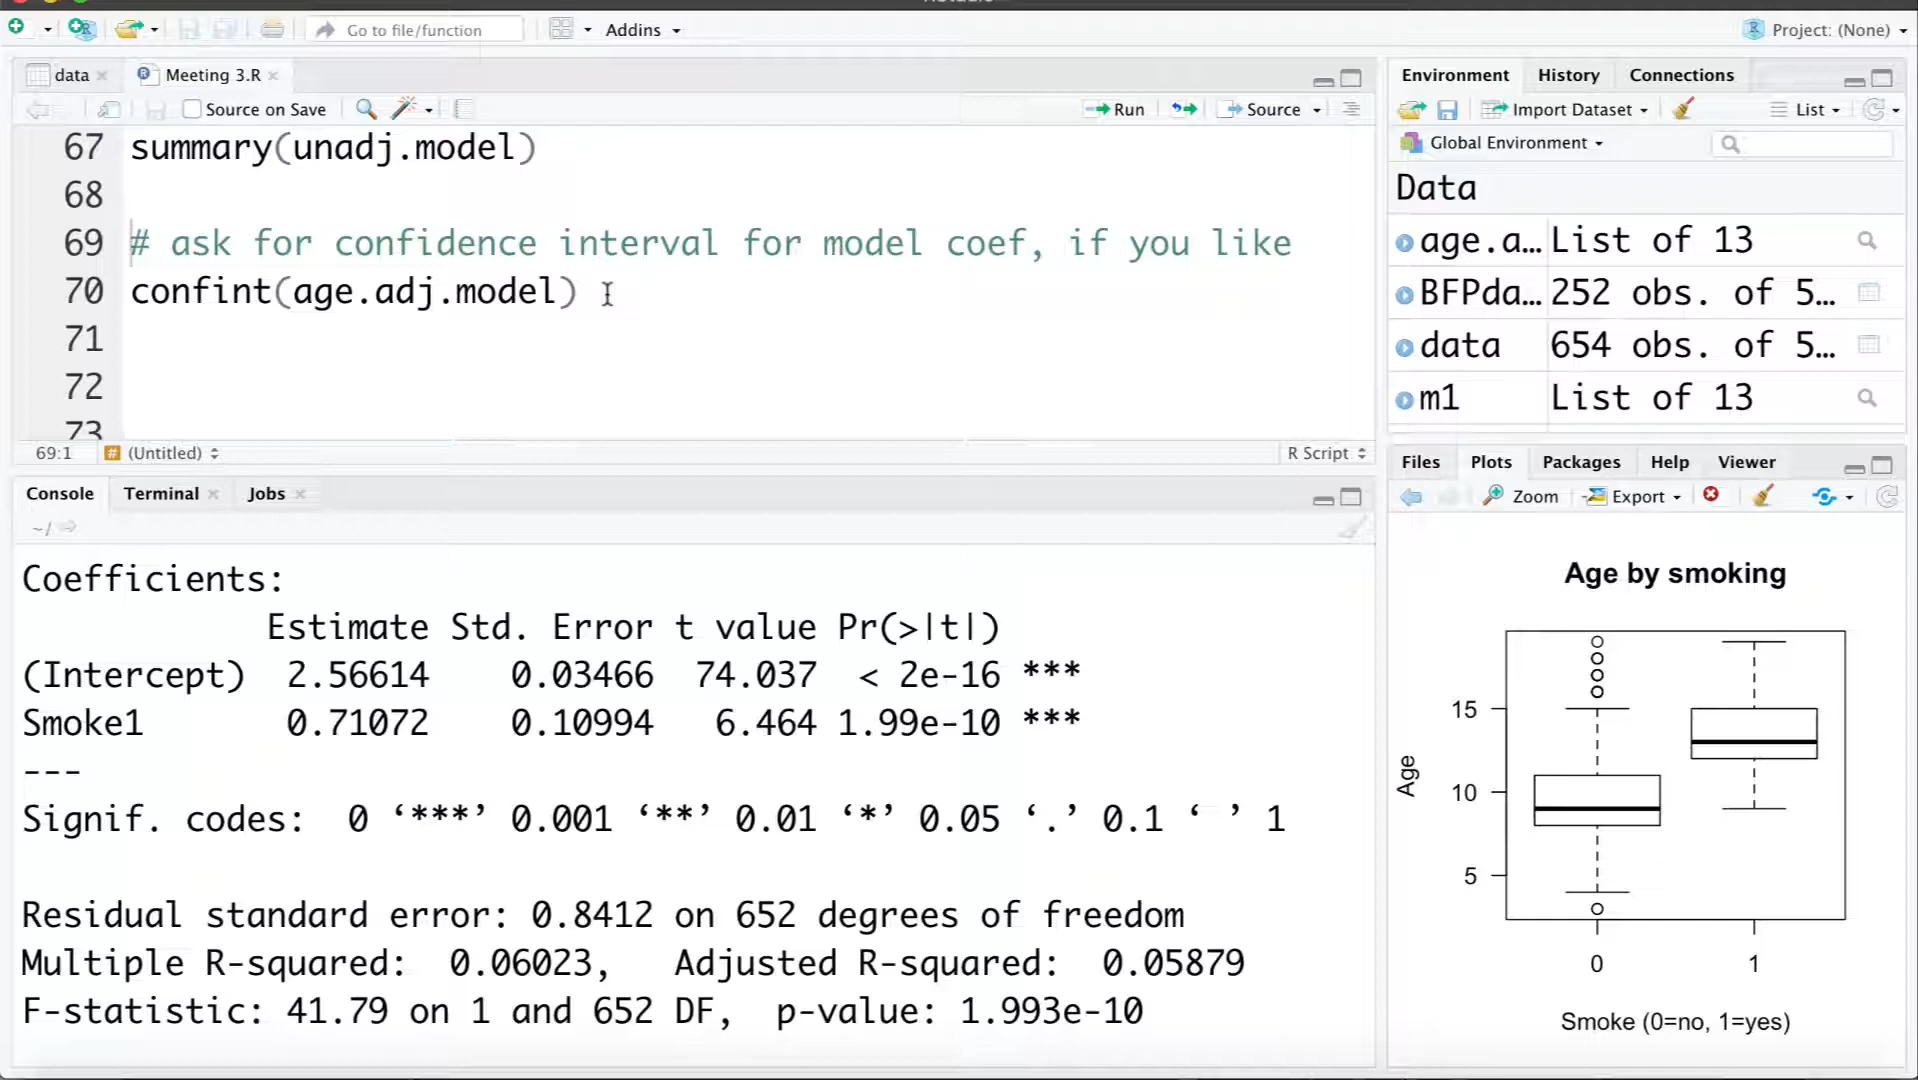 Go to file/function
Addins
Project: (None)
data
Meeting 3.R
Source on Save
Run
Source
67 summary(unadj.model)
68
69 # ask for confidence interval for model coef, if you like
70 confint(age.adj.model)
71
72
73
69:1
(Untitled)
R Script
Console
Terminal
Jobs
~/
Coefficients:
Estimate Std. Error t value Pr(>|t|)
(Intercept) 2.56614 0.03466 74.037 < 2e-16 ***
Smoke1 0.71072 0.10994 6.464 1.99e-10 ***
---
Signif. codes: 0 ‘***’ 0.001 ‘**’ 0.01 ‘*’ 0.05 ‘.’ 0.1 ‘ ’ 1
Residual standard error: 0.8412 on 652 degrees of freedom
Multiple R-squared: 0.06023, Adjusted R-squared: 0.05879
F-statistic: 41.79 on 1 and 652 DF, p-value: 1.993e-10
Environment
History
Connections
Import Dataset
List
Global Environment
Data
age.a… List of 13
BFPda… 252 obs. of 5…
data 654 obs. of 5…
m1 List of 13
Files
Plots
Packages
Help
Viewer
Zoom
Export
Age by smoking
Age
15
10
5
0
1
Smoke (0=no, 1=yes)